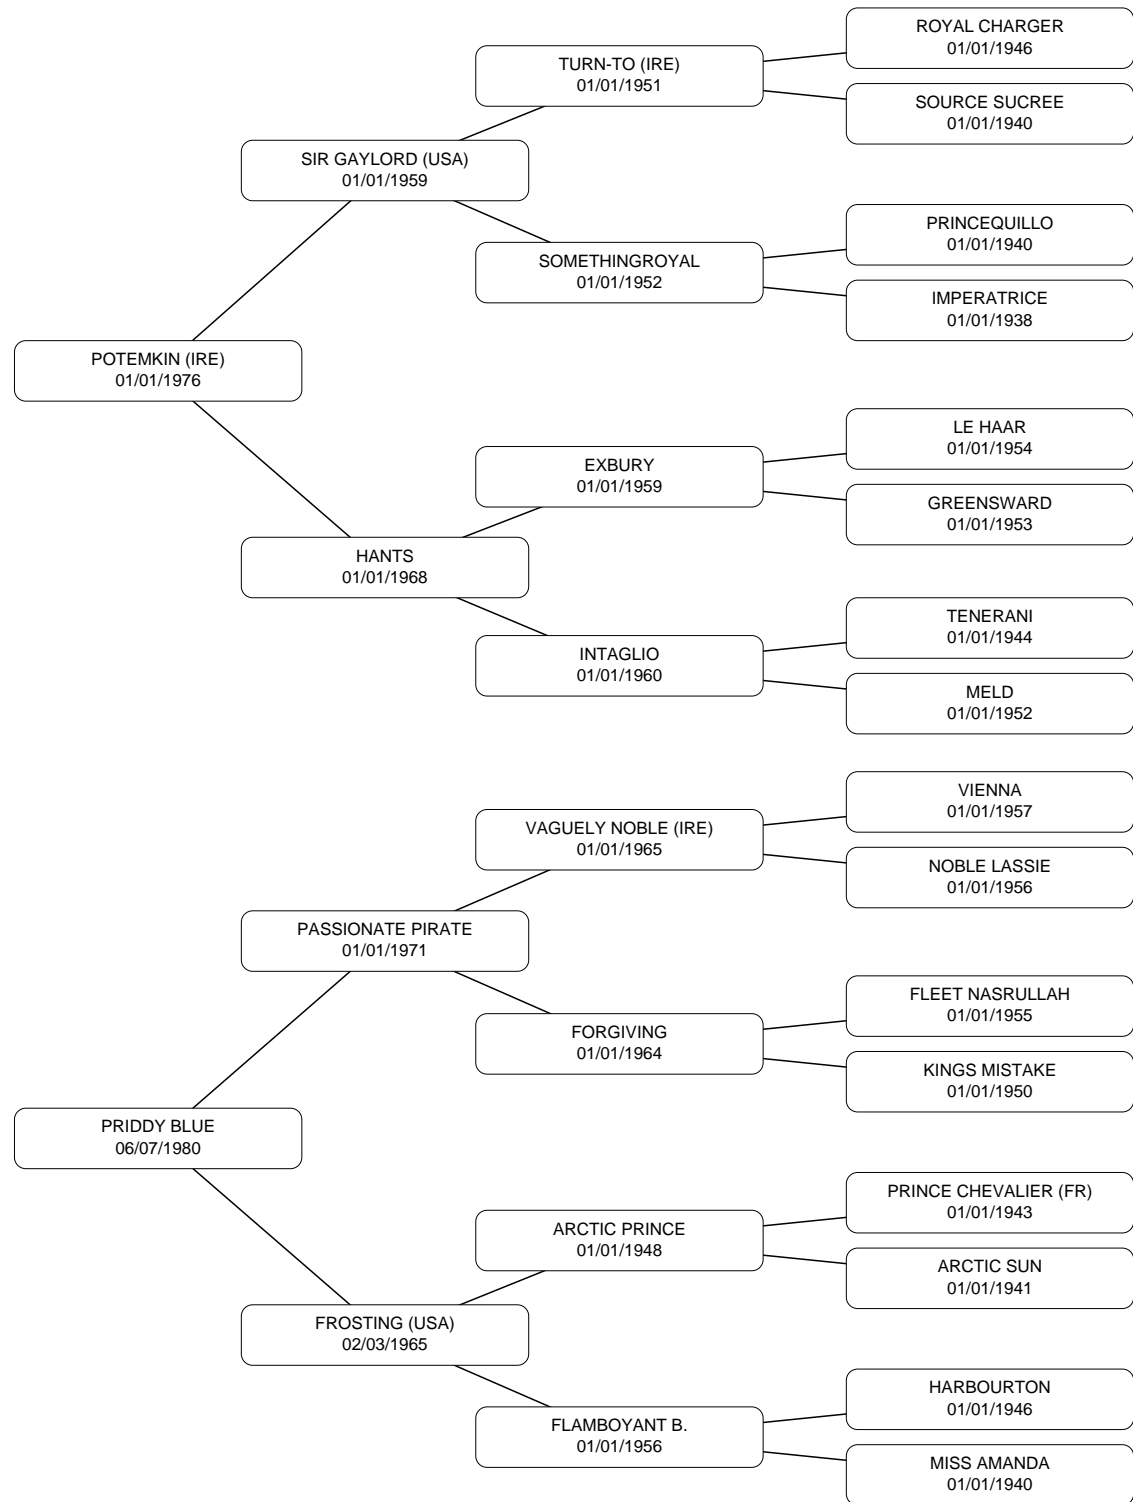 ROYAL CHARGER
01/01/1946
TURN-TO (IRE)
01/01/1951
SOURCE SUCREE
01/01/1940
SIR GAYLORD (USA)
01/01/1959
PRINCEQUILLO
01/01/1940
SOMETHINGROYAL
01/01/1952
IMPERATRICE
01/01/1938
POTEMKIN (IRE)
01/01/1976
LE HAAR
01/01/1954
EXBURY
01/01/1959
GREENSWARD
01/01/1953
HANTS
01/01/1968
TENERANI
01/01/1944
INTAGLIO
01/01/1960
MELD
01/01/1952
VIENNA
01/01/1957
VAGUELY NOBLE (IRE)
01/01/1965
NOBLE LASSIE
01/01/1956
PASSIONATE PIRATE
01/01/1971
FLEET NASRULLAH
01/01/1955
FORGIVING
01/01/1964
KINGS MISTAKE
01/01/1950
PRIDDY BLUE
06/07/1980
PRINCE CHEVALIER (FR)
01/01/1943
ARCTIC PRINCE
01/01/1948
ARCTIC SUN
01/01/1941
FROSTING (USA)
02/03/1965
HARBOURTON
01/01/1946
FLAMBOYANT B.
01/01/1956
MISS AMANDA
01/01/1940